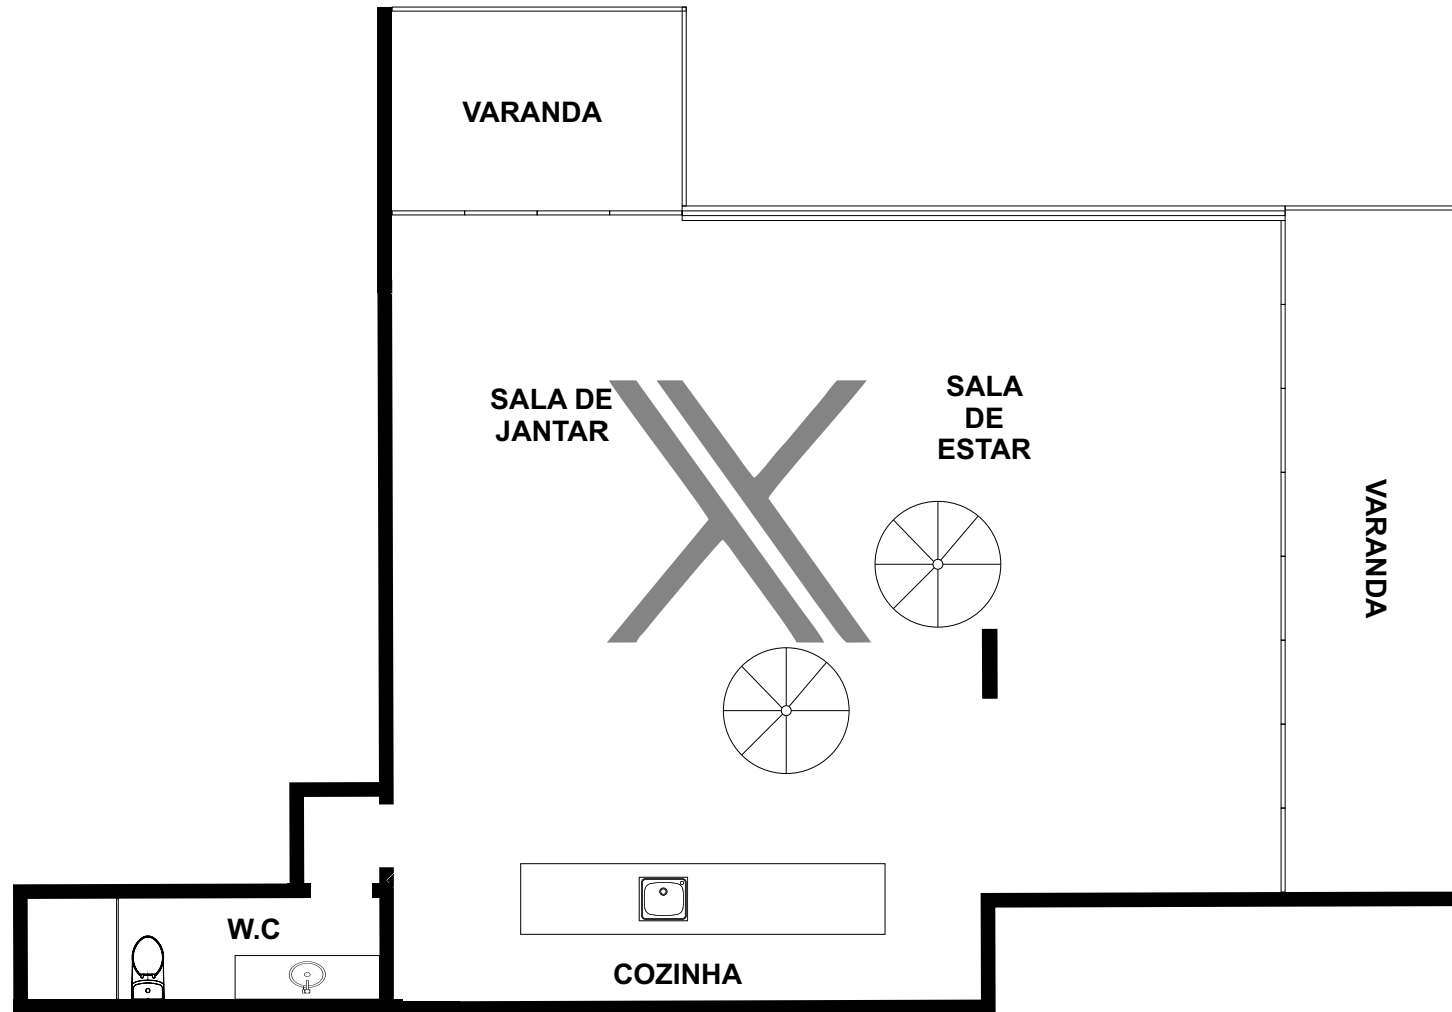 VARANDA
SALA DE
JANTAR
SALA
DE
ESTAR
VARANDA
W.C
COZINHA